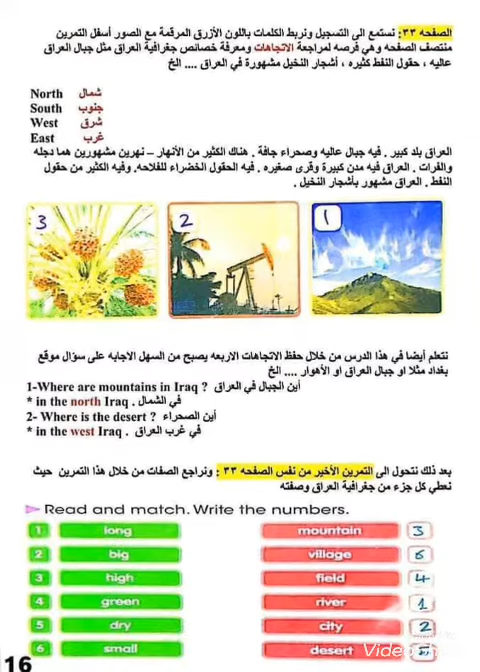 الصفحه ٣٣: نستمع الى التسجيل ونربط الكلمات باللون الأزرق المرقمة مع الصور أسفل التمرين
منتصف الصفحه وهي فرصه لمراجعة الاتجاهات ومعرفة خصائص جغرافية العراق مثل جبال العراق
عاليه ، حقول النفط كثيره ، أشجار النخيل مشهورة في العراق .... الخ
North شمال
South جنوب
West شرق
East غرب
العراق بلد كبير . فيه جبال عاليه وصحراء جافة . هناك الكثير من الأنهار – نهرين مشهورين هما دجله
والفرات . العراق فيه مدن كبيرة وقرى صغيره . فيه الحقول الخضراء للفلاحه. وفيه الكثير من حقول
النفط . العراق مشهور بأشجار النخيل .
3 2 1
نتعلم أيضا في هذا الدرس من خلال حفظ الاتجاهات الاربعه يصبح من السهل الاجابه على سؤال موقع
بغداد مثلا او جبال العراق او الأهوار .... الخ
1-Where are mountains in Iraq ? أين الجبال في العراق
* in the north Iraq . في الشمال
2- Where is the desert ? أين الصحراء
* in the west Iraq . في غرب العراق
بعد ذلك نتحول الى التمرين الأخير من نفس الصفحه ٣٣ : ونراجع الصفات من خلال هذا التمرين حيث
نعطي كل جزء من جغرافية العراق وصفته
Read and match. Write the numbers.
1 long mountain 3
2 big village 6
3 high field 4
4 green river 1
5 dry city 2
6 small desert 5
16